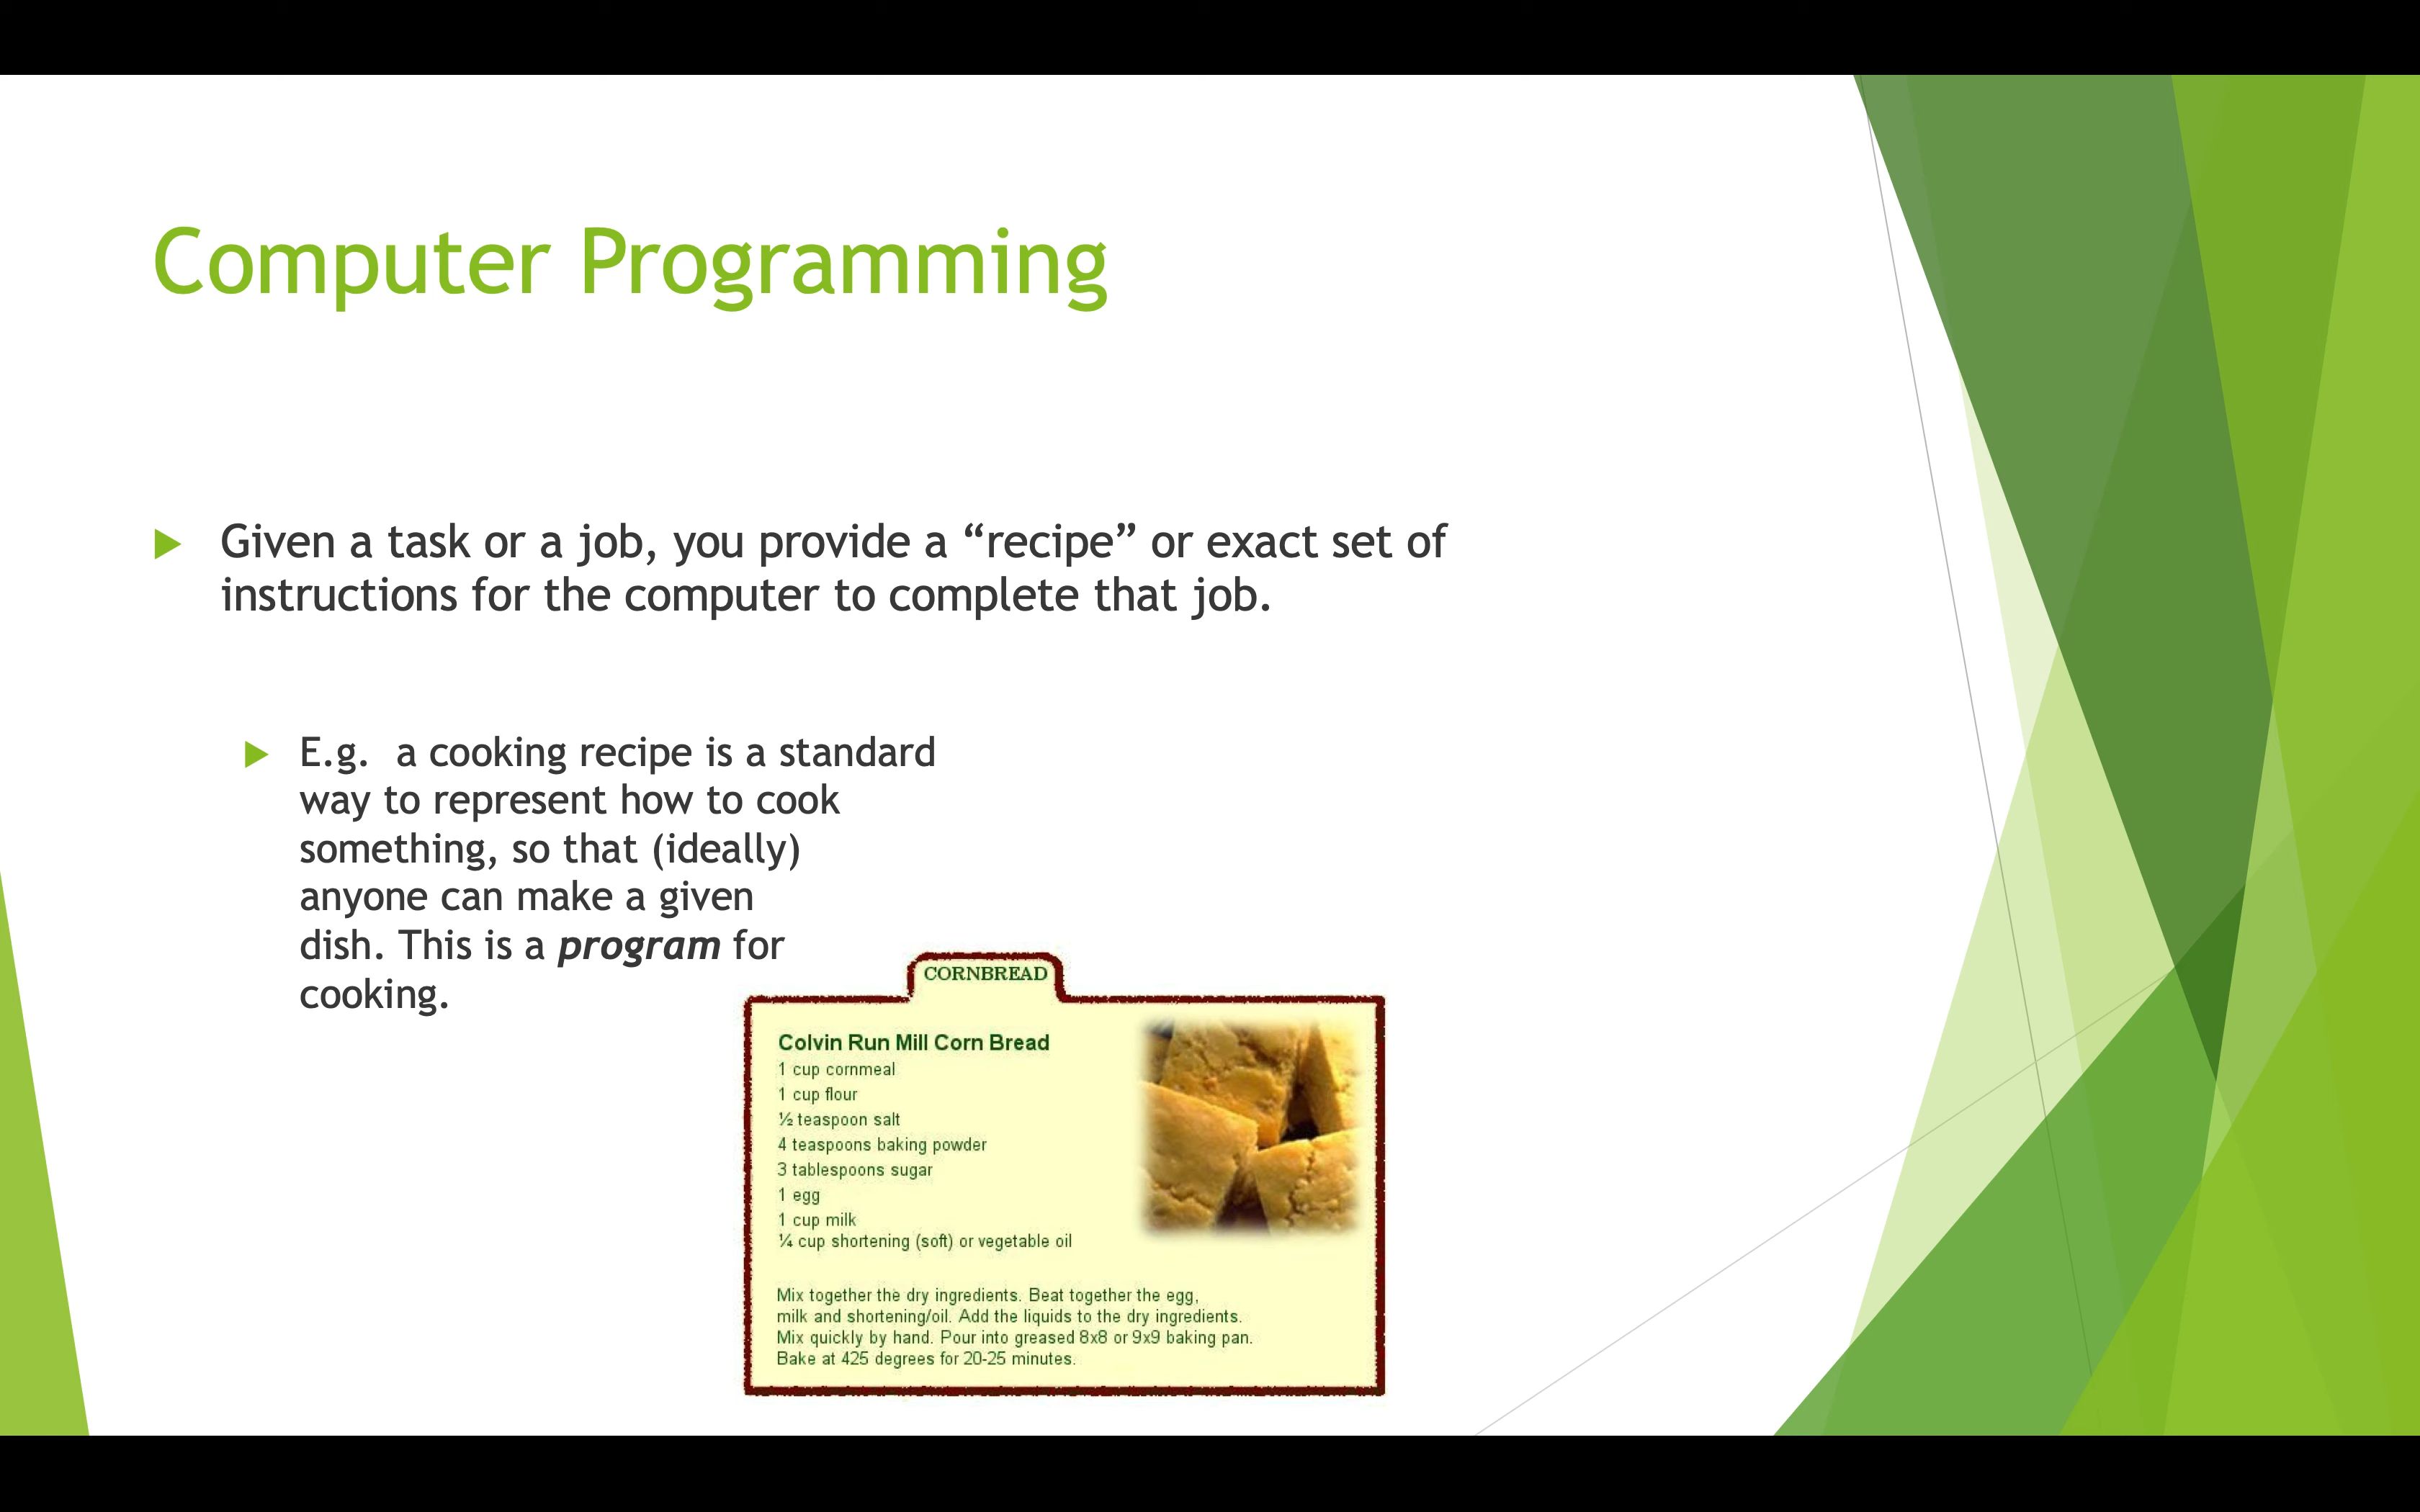 Computer Programming
Given a task or a job, you provide a “recipe” or exact set of
instructions for the computer to complete that job.
E.g.  a cooking recipe is a standard
way to represent how to cook
something, so that (ideally)
anyone can make a given
dish. This is a program for
cooking.
CORNBREAD
Colvin Run Mill Corn Bread
1 cup cornmeal
1 cup flour
½ teaspoon salt
4 teaspoons baking powder
3 tablespoons sugar
1 egg
1 cup milk
¼ cup shortening (soft) or vegetable oil
Mix together the dry ingredients. Beat together the egg,
milk and shortening/oil. Add the liquids to the dry ingredients.
Mix quickly by hand. Pour into greased 8x8 or 9x9 baking pan.
Bake at 425 degrees for 20-25 minutes.